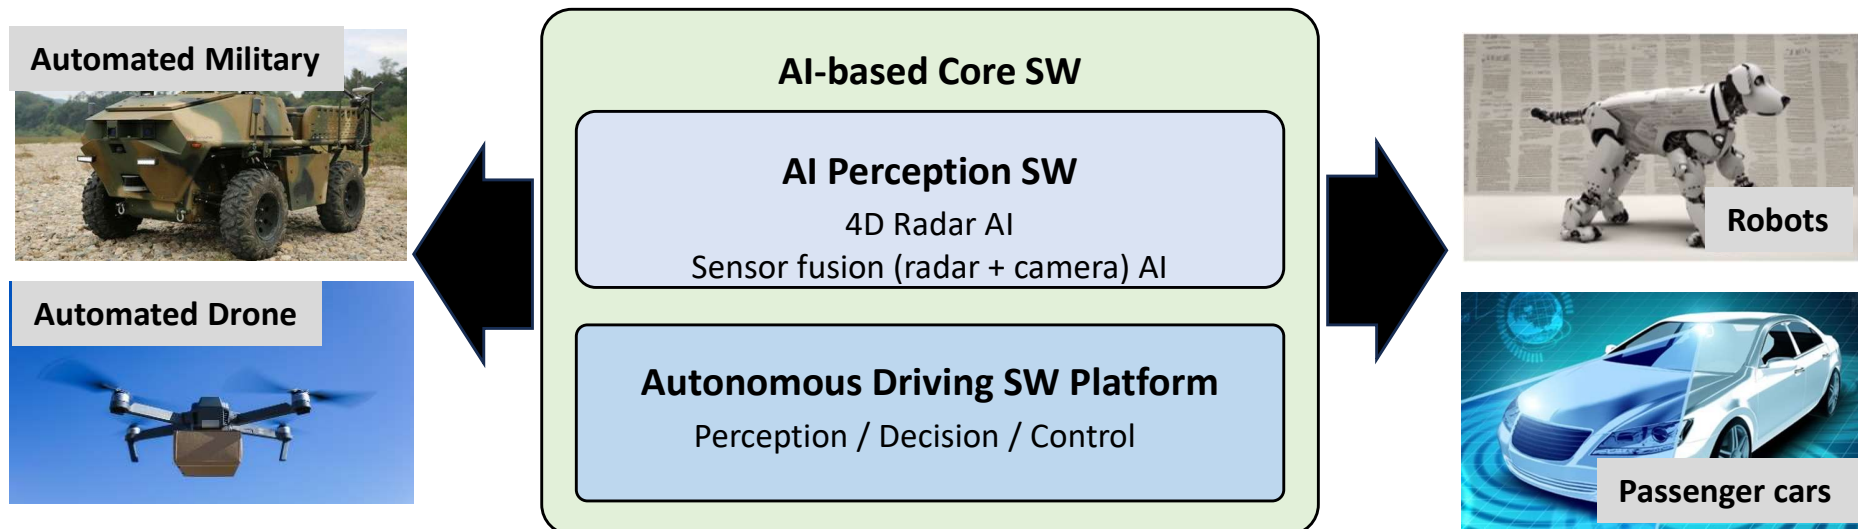 Automated Military
Automated Drone
AI-based Core SW
AI Perception SW
4D Radar AI
Sensor fusion (radar + camera) AI
Autonomous Driving SW Platform
Perception / Decision / Control
Robots
Passenger cars